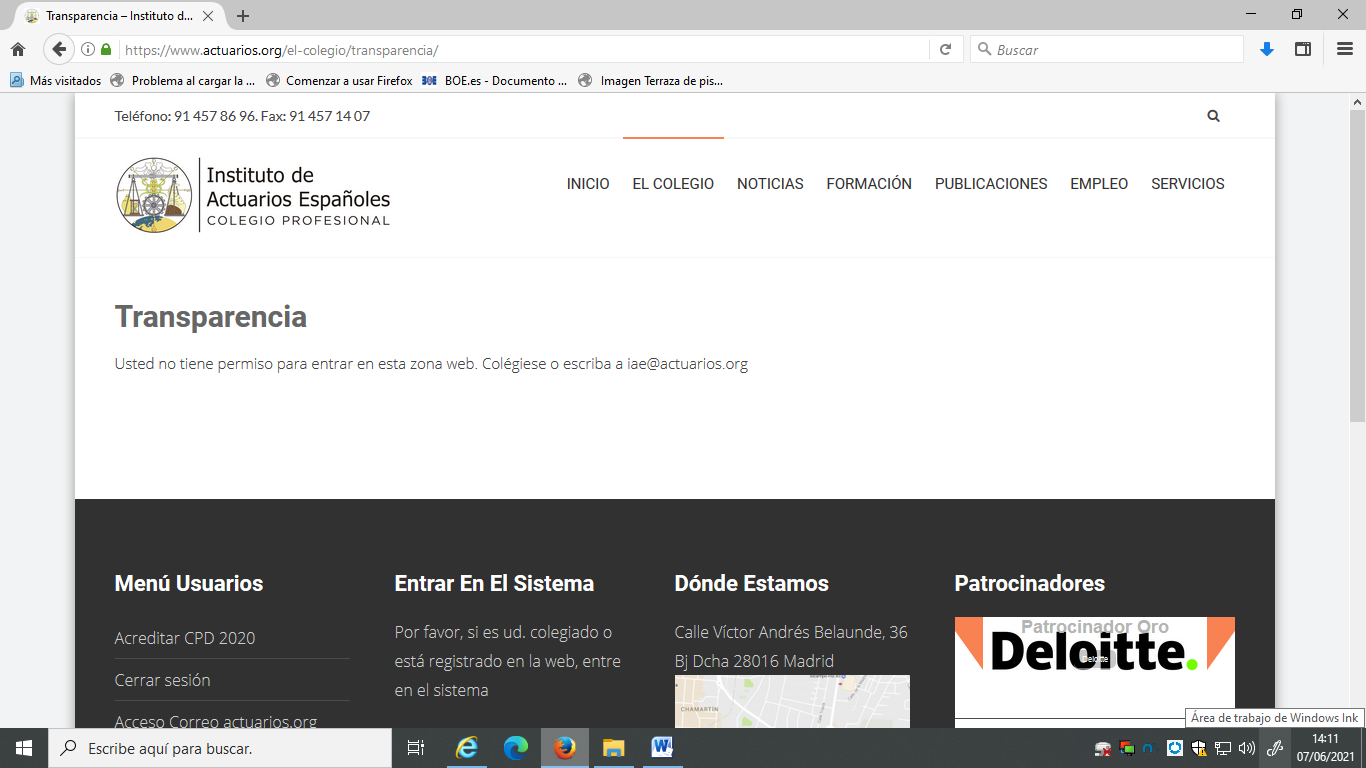 Transparencia – Instituto d...
https://www.actuarios.org/el-colegio/transparencia/
Buscar
Más visitados
Problema al cargar la ...
Comenzar a usar Firefox
BOE.es - Documento ...
Imagen Terraza de pis...
Teléfono: 91 457 86 96. Fax: 91 457 14 07
Instituto de
Actuarios Españoles
COLEGIO PROFESIONAL
INICIO
EL COLEGIO
NOTICIAS
FORMACIÓN
PUBLICACIONES
EMPLEO
SERVICIOS
Transparencia
Usted no tiene permiso para entrar en esta zona web. Colégiese o escriba a iae@actuarios.org
Menú Usuarios
Acreditar CPD 2020
Cerrar sesión
Acceso Correo actuarios.org
Entrar En El Sistema
Por favor, si es ud. colegiado o
está registrado en la web, entre
en el sistema
Dónde Estamos
Calle Víctor Andrés Belaunde, 36
Bj Dcha 28016 Madrid
CHAMARTÍN
Patrocinadores
Patrocinador Oro
Deloitte.
Deloitte
Área de trabajo de Windows Ink
Escribe aquí para buscar.
14:11
07/06/2021